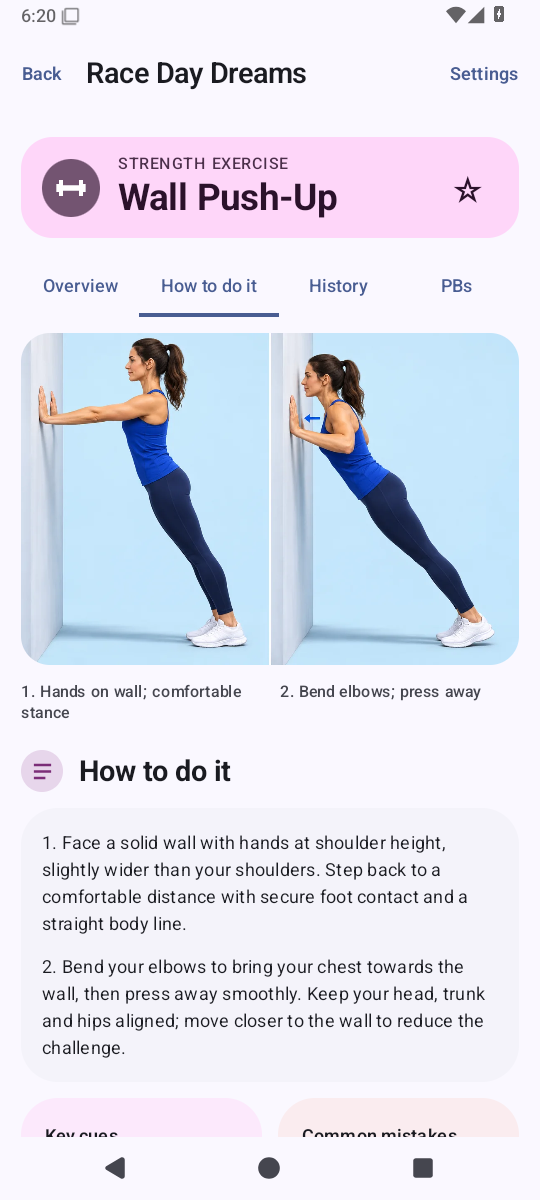 6:20
Back Race Day Dreams Settings
STRENGTH EXERCISE
Wall Push-Up
Overview How to do it History PBs
1. Hands on wall; comfortable
stance
2. Bend elbows; press away
How to do it
1. Face a solid wall with hands at shoulder height,
slightly wider than your shoulders. Step back to a
comfortable distance with secure foot contact and a
straight body line.
2. Bend your elbows to bring your chest towards the
wall, then press away smoothly. Keep your head, trunk
and hips aligned; move closer to the wall to reduce the
challenge.
Key cues Common mistakes